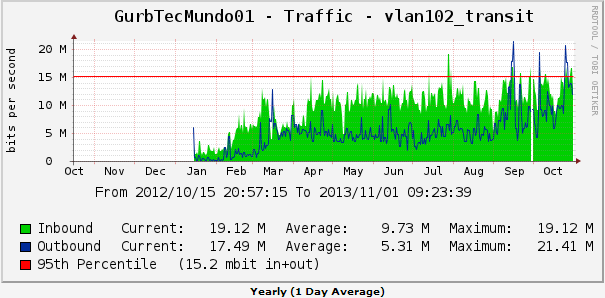 GurbTecMundo01 - Traffic - vlan102_transit
RRDTOOL / TOBI OETIKER
bits per second
20 M
15 M
10 M
5 M
0
Oct Nov Dec Jan Feb Mar Apr May Jun Jul Aug Sep Oct
From 2012/10/15 20:57:15 To 2013/11/01 09:23:39
Inbound Current: 19.12 M Average: 9.73 M Maximum: 19.12 M
Outbound Current: 17.49 M Average: 5.31 M Maximum: 21.41 M
95th Percentile (15.2 mbit in+out)
Yearly (1 Day Average)